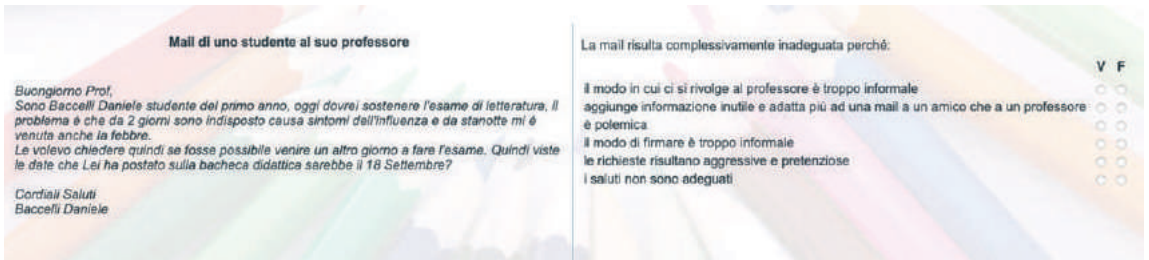 Mail di uno studente al suo professore
Buongiorno Prof,
Sono Baccelli Daniele studente del primo anno, oggi dovrei sostenere l'esame di letteratura, il
problema è che da 2 giorni sono indisposto causa sintomi dell'influenza e da stanotte mi è
venuta anche la febbre.
Le volevo chiedere quindi se fosse possibile venire un altro giorno a fare l'esame. Quindi viste
le date che Lei ha postato sulla bacheca didattica sarebbe il 18 Settembre?
Cordiali Saluti
Baccelli Daniele
La mail risulta complessivamente inadeguata perché:
V F
il modo in cui ci si rivolge al professore è troppo informale
aggiunge informazione inutile e adatta più ad una mail a un amico che a un professore
è polemica
il modo di firmare è troppo informale
le richieste risultano aggressive e pretenziose
i saluti non sono adeguati